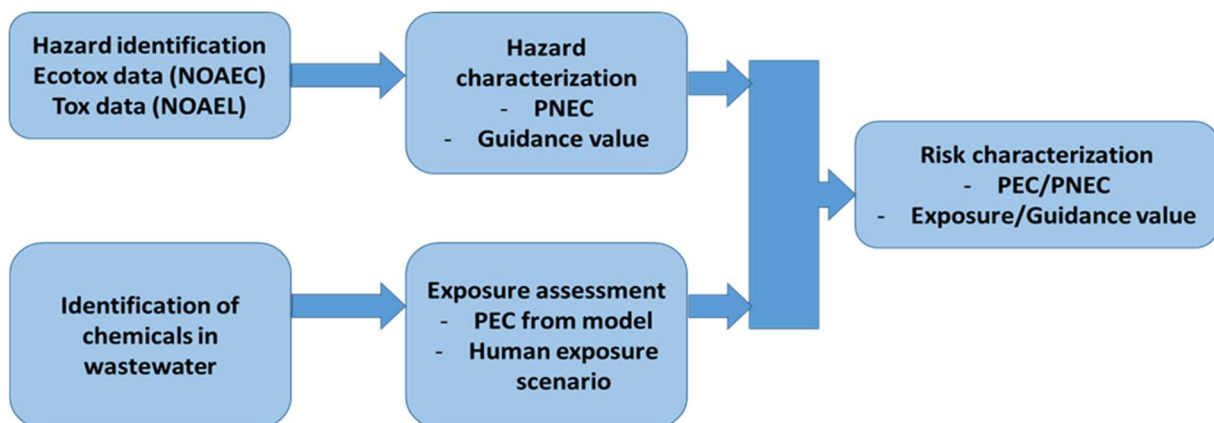 Hazard identification
Ecotox data (NOAEC)
Tox data (NOAEL)
Hazard
characterization
- PNEC
- Guidance value
Identification of
chemicals in
wastewater
Exposure assessment
- PEC from model
- Human exposure
scenario
Risk characterization
- PEC/PNEC
- Exposure/Guidance value